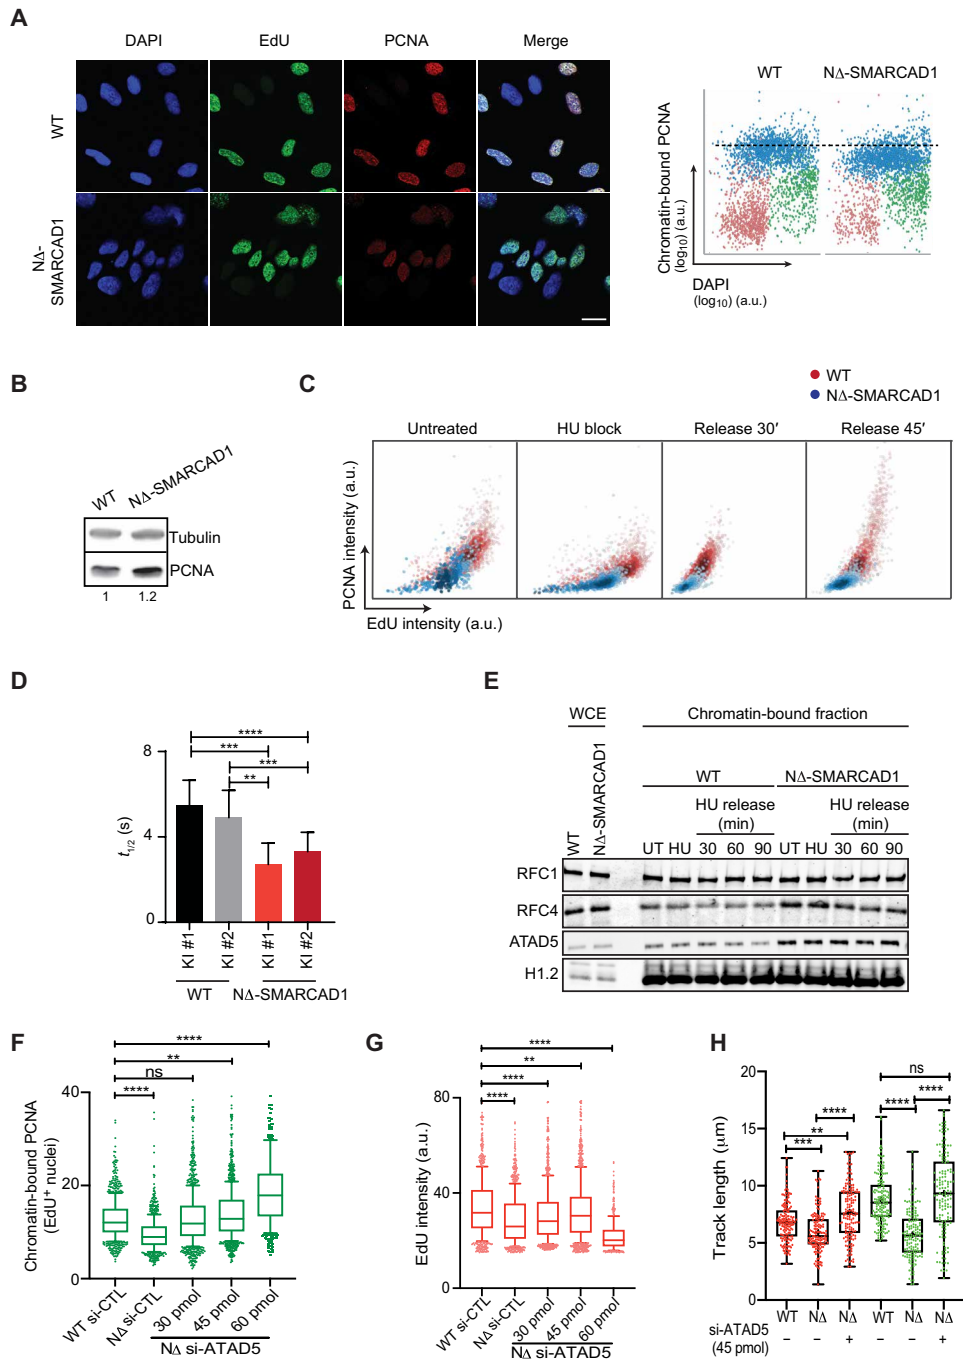 A
DAPI EdU PCNA Merge
WT
NΔ-
SMARCAD1
WT NΔ-SMARCAD1
Chromatin-bound PCNA
(log10) (a.u.)
DAPI
(log10) (a.u.)
B
WT NΔ-SMARCAD1
Tubulin
PCNA
1 1.2
C
WT
NΔ-SMARCAD1
Untreated HU block Release 30′ Release 45′
PCNA intensity (a.u.)
EdU intensity (a.u.)
D
****
***
***
**
8
4
0
t1/2 (s)
KI #1 KI #2 KI #1 KI #2
WT NΔ-SMARCAD1
E
WCE Chromatin-bound fraction
WT NΔ-SMARCAD1
HU release (min) HU release (min)
WT NΔ-SMARCAD1 UT HU 30 60 90 UT HU 30 60 90
RFC1
RFC4
ATAD5
H1.2
F
****
**
ns
****
40
20
0
Chromatin-bound PCNA
(EdU+ nuclei)
WT si-CTL NΔ si-CTL 30 pmol 45 pmol 60 pmol
NΔ si-ATAD5
G
****
**
****
****
80
40
0
EdU intensity (a.u.)
WT si-CTL NΔ si-CTL 30 pmol 45 pmol 60 pmol
NΔ si-ATAD5
H
ns
**** ****
****
**
***
20
15
10
5
0
Track length (μm)
WT NΔ NΔ WT NΔ NΔ
si-ATAD5 – – + – – +
(45 pmol)